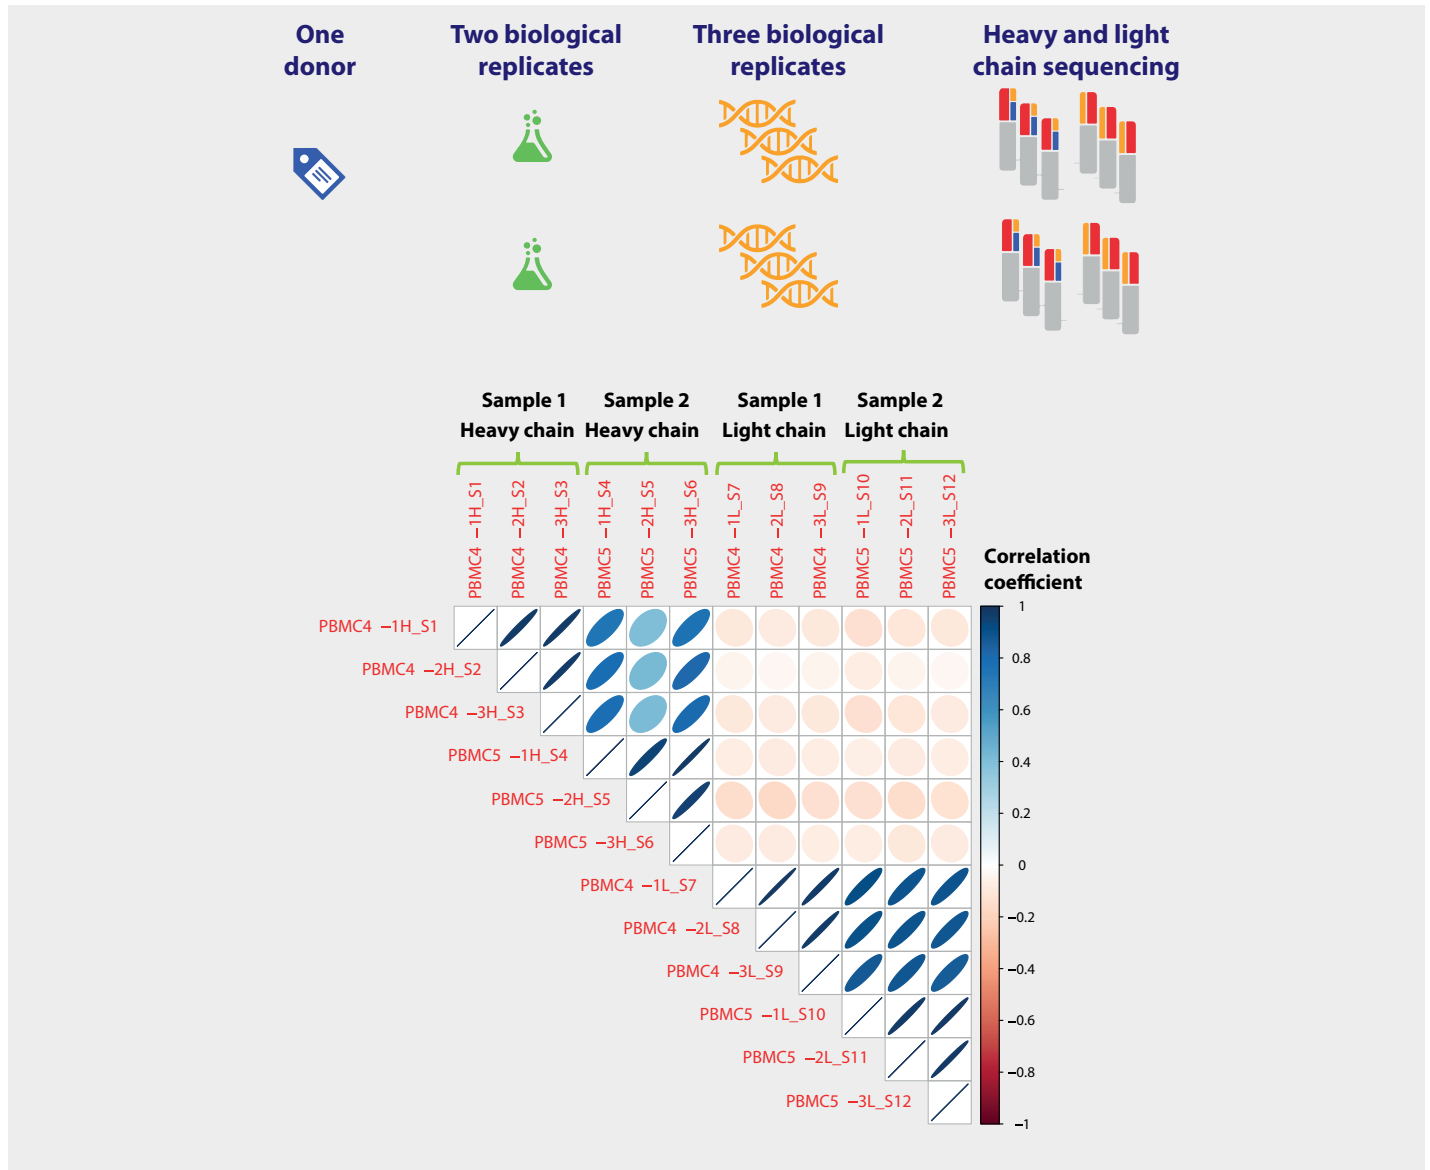 One
donor
Two biological
replicates
Three biological
replicates
Heavy and light
chain sequencing
Sample 1
Heavy chain
Sample 2
Heavy chain
Sample 1
Light chain
Sample 2
Light chain
PBMC4 −1H_S1
PBMC4 −2H_S2
PBMC4 −3H_S3
PBMC5 −1H_S4
PBMC5 −2H_S5
PBMC5 −3H_S6
PBMC4 −1L_S7
PBMC4 −2L_S8
PBMC4 −3L_S9
PBMC5 −1L_S10
PBMC5 −2L_S11
PBMC5 −3L_S12
Correlation
coefficient
PBMC4 −1H_S1
PBMC4 −2H_S2
PBMC4 −3H_S3
PBMC5 −1H_S4
PBMC5 −2H_S5
PBMC5 −3H_S6
PBMC4 −1L_S7
PBMC4 −2L_S8
PBMC4 −3L_S9
PBMC5 −1L_S10
PBMC5 −2L_S11
PBMC5 −3L_S12
1
0.8
0.6
0.4
0.2
0
−0.2
−0.4
−0.6
−0.8
−1